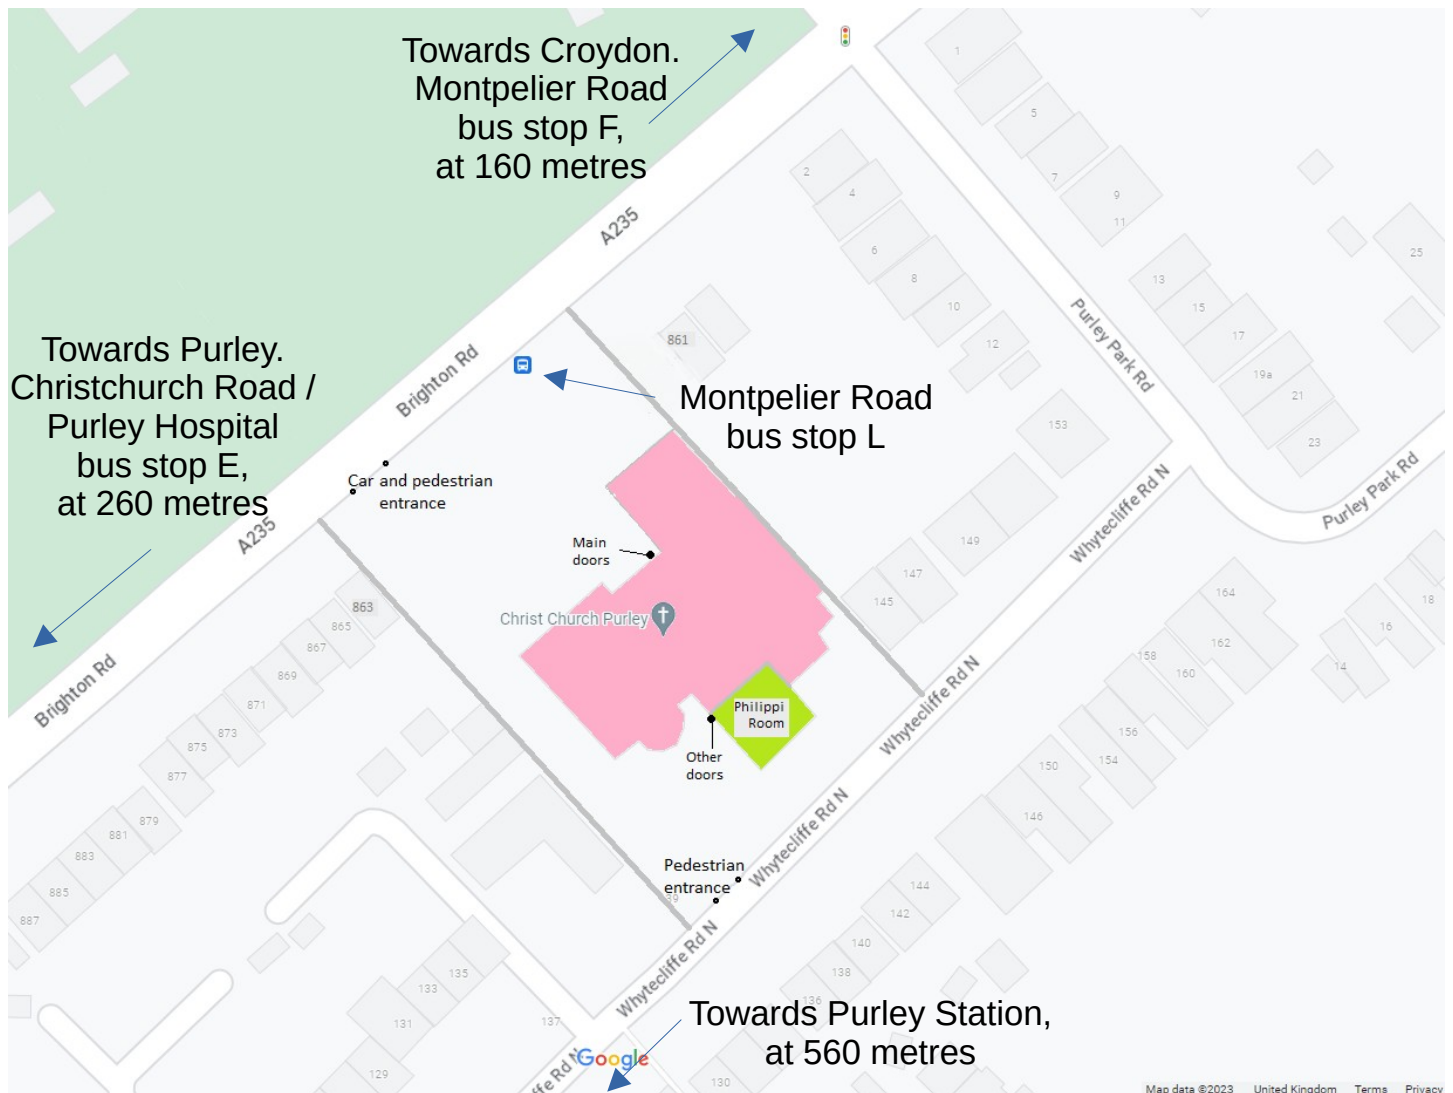 Towards Croydon.
Montpelier Road
bus stop F,
at 160 metres
1
5
7
9
11
2
4
6
8
10
12
13
15
17
19a
21
23
25
A235
Purley Park Rd
Towards Purley.
Christchurch Road /
Purley Hospital
bus stop E,
at 260 metres
Brighton Rd
861
Montpelier Road
bus stop L
153
Car and pedestrian
entrance
A235
Main
doors
149
147
145
Whytecliffe Rd N
Purley Park Rd
Christ Church Purley
863
865
867
869
871
873
875
877
879
881
883
885
887
Brighton Rd
164
162
160
158
156
154
150
146
18
16
14
Philippi
Room
Other
doors
Whytecliffe Rd N
Whytecliffe Rd N
Pedestrian
entrance
39
144
142
140
138
136
130
Whytecliffe Rd N
135
133
131
129
137
Towards Purley Station,
at 560 metres
ffe Rd N
Google
Map data ©2023 United Kingdom Terms Privacy